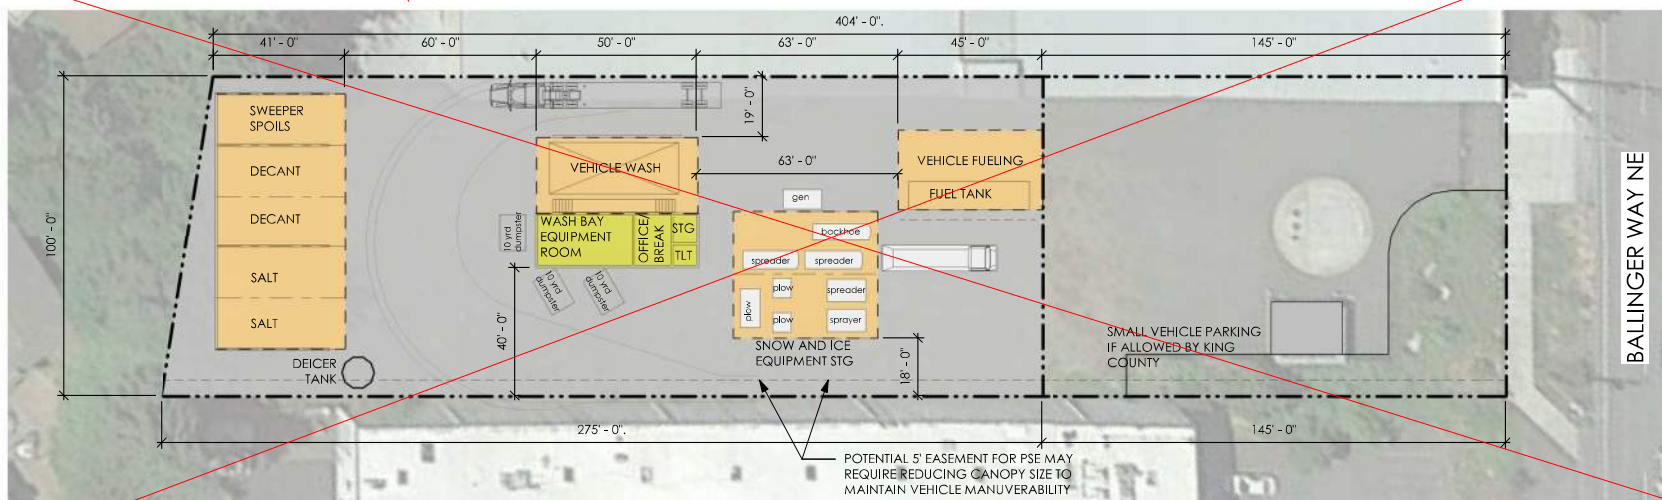 404' - 0".
41' - 0"
60' - 0"
50' - 0"
63' - 0"
45' - 0"
145' - 0"
19' - 0"
100' - 0"
SWEEPER
SPOILS
DECANT
DECANT
SALT
SALT
DEICER
TANK
VEHICLE WASH
WASH BAY
EQUIPMENT
ROOM
OFFICE/
BREAK
STG
TLT
10 yrd
dumpster
10 yrd
dumpster
10 yrd
dumpster
40' - 0"
63' - 0"
gen
backhoe
spreader
spreader
plow
plow
spreader
plow
sprayer
SNOW AND ICE
EQUIPMENT STG
18' - 0"
VEHICLE FUELING
FUEL TANK
SMALL VEHICLE PARKING
IF ALLOWED BY KING
COUNTY
BALLINGER WAY NE
275' - 0".
145' - 0"
POTENTIAL 5' EASEMENT FOR PSE MAY
REQUIRE REDUCING CANOPY SIZE TO
MAINTAIN VEHICLE MANUVERABILITY